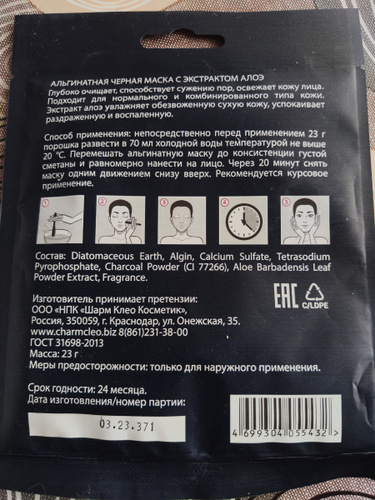 АЛЬГИНАТНАЯ ЧЕРНАЯ МАСКА С ЭКСТРАКТОМ АЛОЭ
Глубоко очищает, способствует сужению пор, освежает кожу лица.
Подходит для нормального и комбинированного типа кожи.
Экстракт алоэ увлажняет обезвоженную сухую кожу, успокаивает
раздраженную и воспаленную.
Способ применения: непосредственно перед применением 23 г
порошка развести в 70 мл холодной воды температурой не выше
20 °C. Перемешать альгинатную маску до консистенции густой
сметаны и равномерно нанести на лицо. Через 20 минут снять
маску одним движением снизу вверх. Рекомендуется курсовое
применение.
1 2 3 4 5
Состав: Diatomaceous Earth, Algin, Calcium Sulfate, Tetrasodium
Pyrophosphate, Charcoal Powder (CI 77266), Aloe Barbadensis Leaf
Powder Extract, Fragrance.
Изготовитель принимает претензии:
ООО «НПК «Шарм Клео Косметик»,
Россия, 350059, г. Краснодар, ул. Онежская, 35.
www.charmcleo.biz 8(861)231-38-00
ГОСТ 31698-2013
Масса: 23 г
EAC
C/LDPE
Меры предосторожности: только для наружного применения.
Срок годности: 24 месяца.
Дата изготовления/номер партии:
03.23.371
4 699304 055432 >